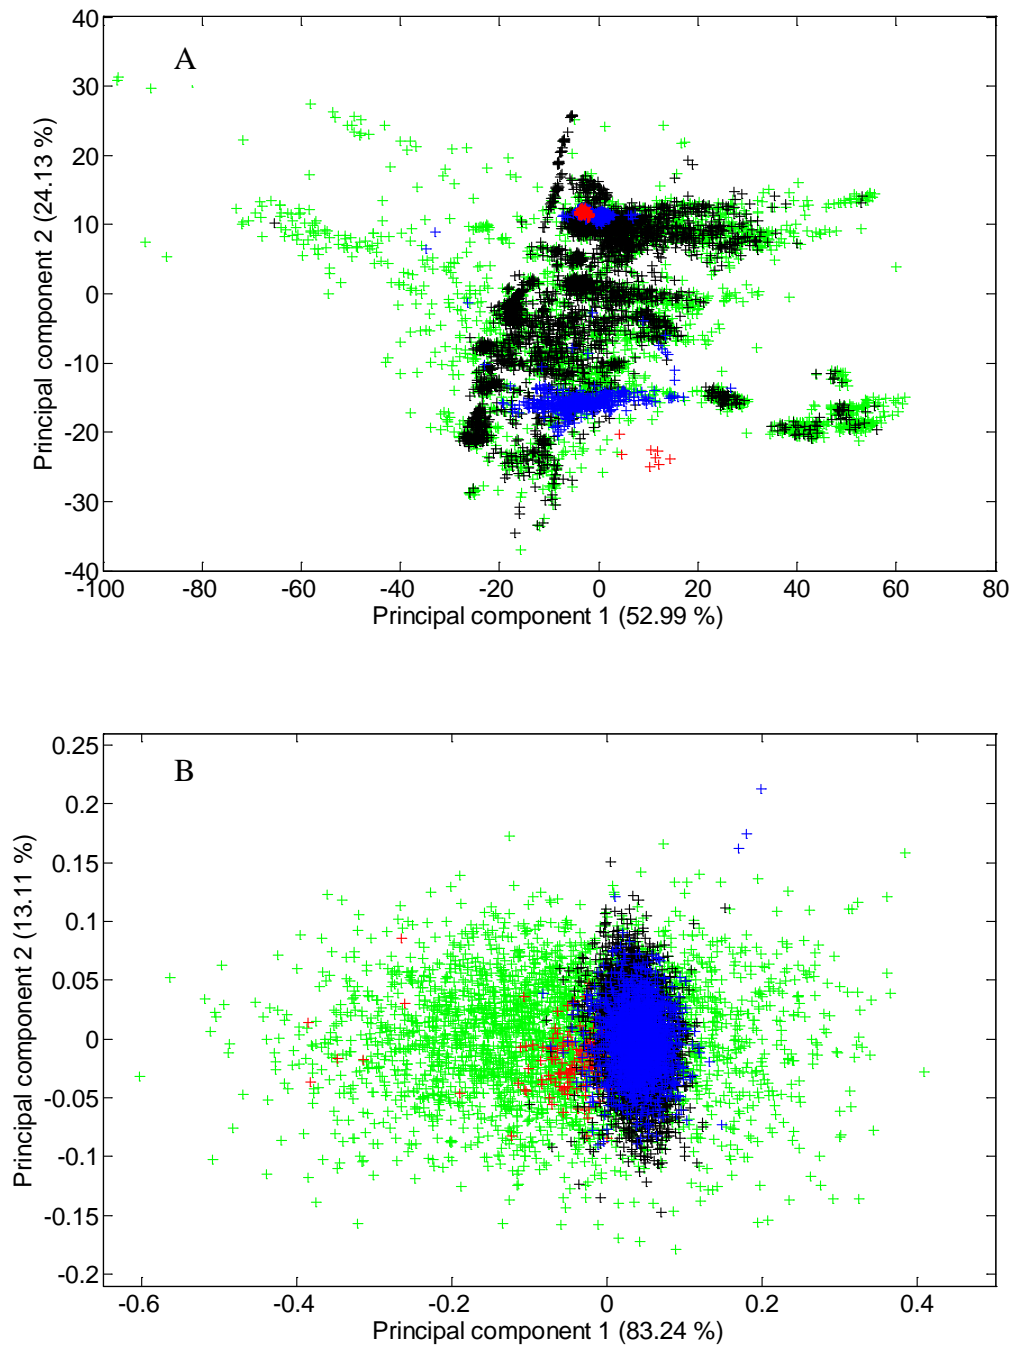 A
40
30
20
10
0
-10
-20
-30
-40
Principal component 2 (24.13 %)
-100 -80 -60 -40 -20 0 20 40 60 80
Principal component 1 (52.99 %)
B
0.25
0.2
0.15
0.1
0.05
0
-0.05
-0.1
-0.15
-0.2
Principal component 2 (13.11 %)
-0.6 -0.4 -0.2 0 0.2 0.4
Principal component 1 (83.24 %)